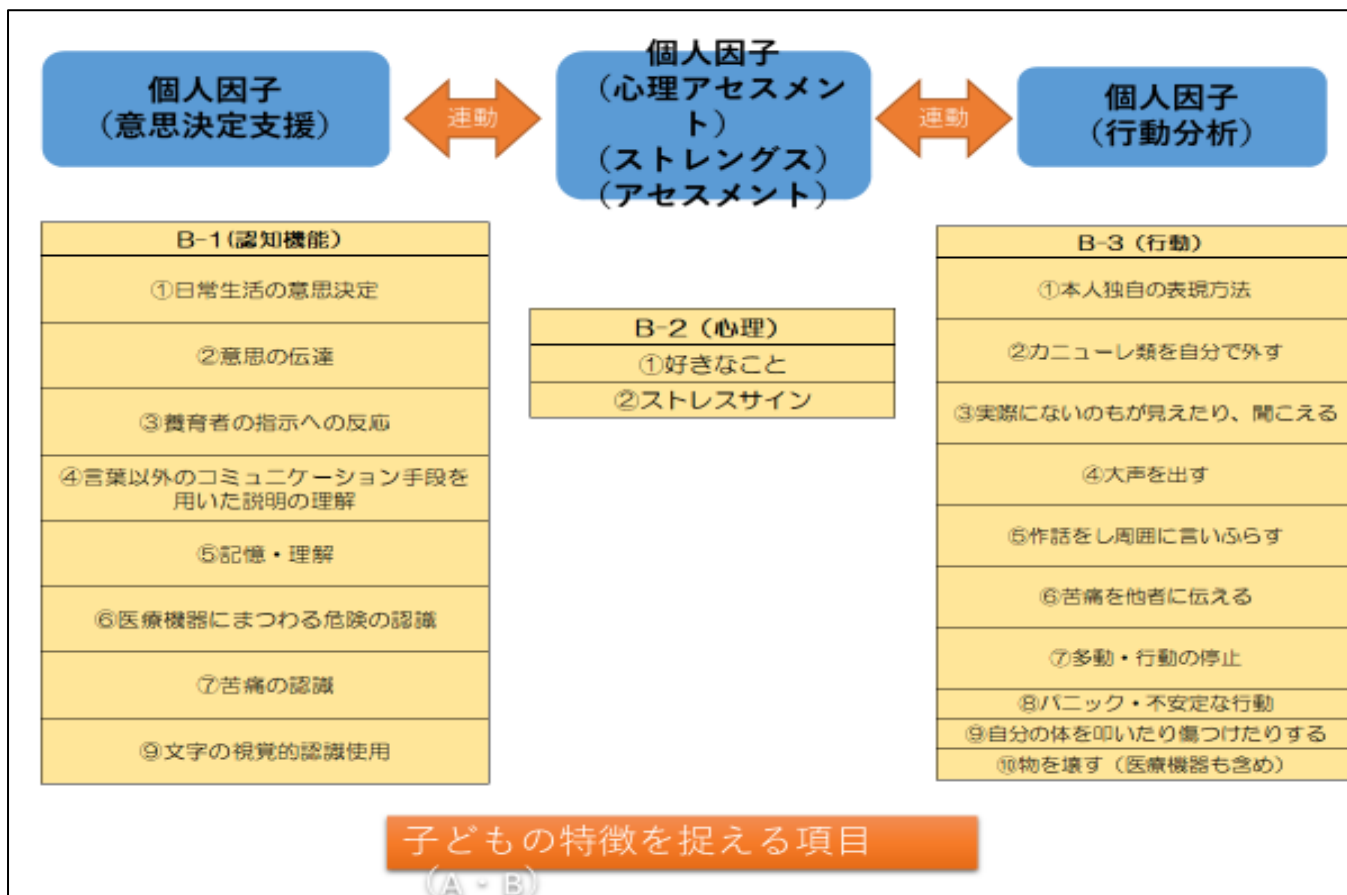 個人因子
（意思決定支援）
連動
個人因子
（心理アセスメン
ト）
（ストレングス）
（アセスメント）
連動
個人因子
（行動分析）
B-1(認知機能)
①日常生活の意思決定
②意思の伝達
③養育者の指示への反応
④言葉以外のコミュニケーション手段を
用いた説明の理解
⑤記憶・理解
⑥医療機器にまつわる危険の認識
⑦苦痛の認識
⑨文字の視覚的認識使用
B-2（心理）
①好きなこと
②ストレスサイン
B-3（行動）
①本人独自の表現方法
②カニューレ類を自分で外す
③実際にないのもが見えたり、聞こえる
④大声を出す
⑤作話をし周囲に言いふらす
⑥苦痛を他者に伝える
⑦多動・行動の停止
⑧パニック・不安定な行動
⑨自分の体を叩いたり傷つけたりする
⑩物を壊す（医療機器も含め）
子どもの特徴を捉える項目
（A・B）